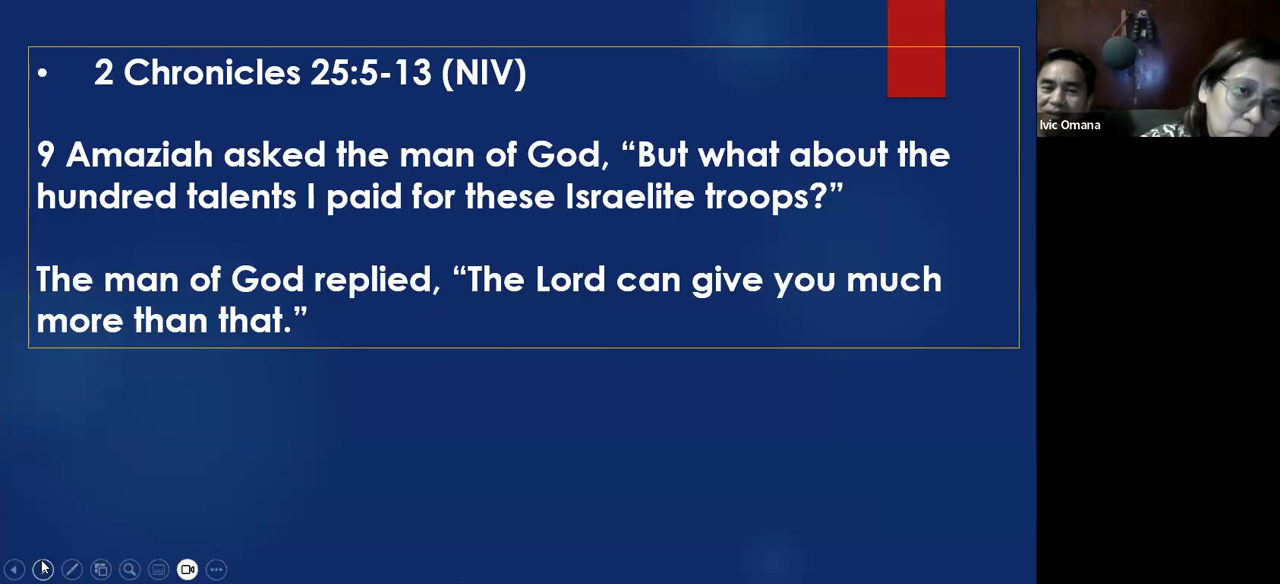 • 2 Chronicles 25:5-13 (NIV)
9 Amaziah asked the man of God, “But what about the
hundred talents I paid for these Israelite troops?”
The man of God replied, “The Lord can give you much
more than that.”
Ivic Omana